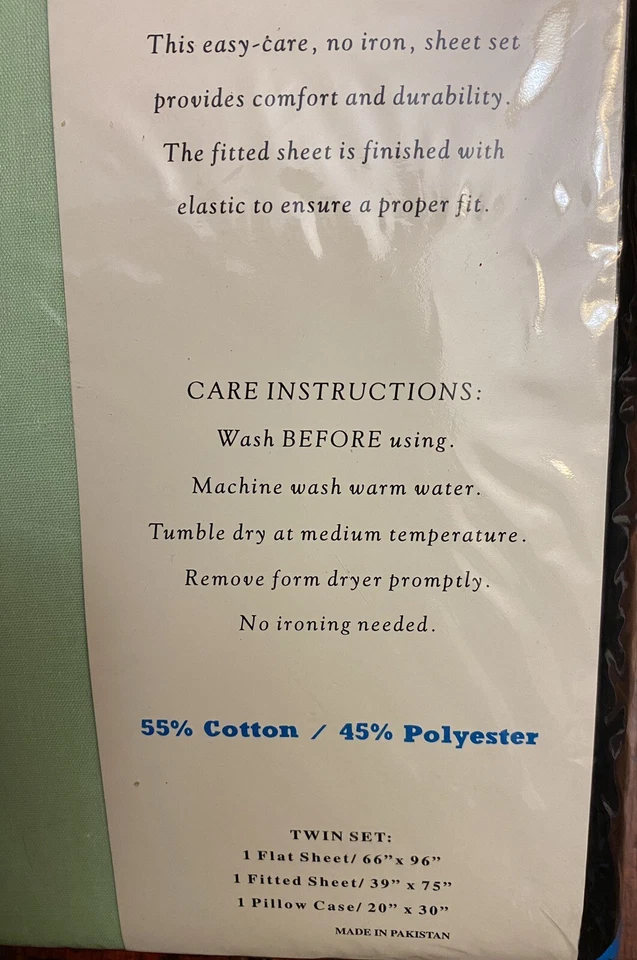 This easy-care, no iron, sheet set
provides comfort and durability.
The fitted sheet is finished with
elastic to ensure a proper fit.
CARE INSTRUCTIONS:
Wash BEFORE using.
Machine wash warm water.
Tumble dry at medium temperature.
Remove form dryer promptly.
No ironing needed.
55% Cotton / 45% Polyester
TWIN SET:
1 Flat Sheet/ 66”x 96”
1 Fitted Sheet/ 39” x 75”
1 Pillow Case/ 20” x 30”
MADE IN PAKISTAN